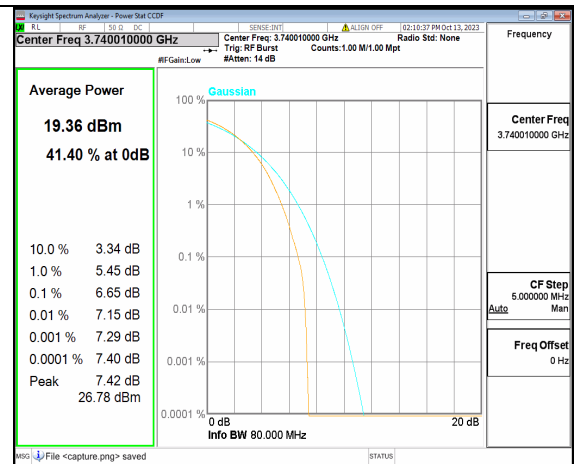 Keysight Spectrum Analyzer - Power Stat CCDF
RL RF 50 Ω DC SENSE:INT ALIGN OFF 02:10:37 PM Oct 13, 2023
Center Freq 3.740010000 GHz
Center Freq: 3.740010000 GHz Radio Std: None
Trig: RF Burst Counts:1.00 M/1.00 Mpt
#IFGain:Low #Atten: 14 dB
Frequency
Average Power
19.36 dBm
41.40 % at 0dB
10.0 % 3.34 dB
1.0 % 5.45 dB
0.1 % 6.65 dB
0.01 % 7.15 dB
0.001 % 7.29 dB
0.0001 % 7.40 dB
Peak 7.42 dB
26.78 dBm
Gaussian
100 %
10 %
1 %
0.1 %
0.01 %
0.001 %
0.0001 %
0 dB 20 dB
Info BW 80.000 MHz
Center Freq
3.740010000 GHz
CF Step
5.000000 MHz
Auto Man
Freq Offset
0 Hz
MSG File <capture.png> saved STATUS